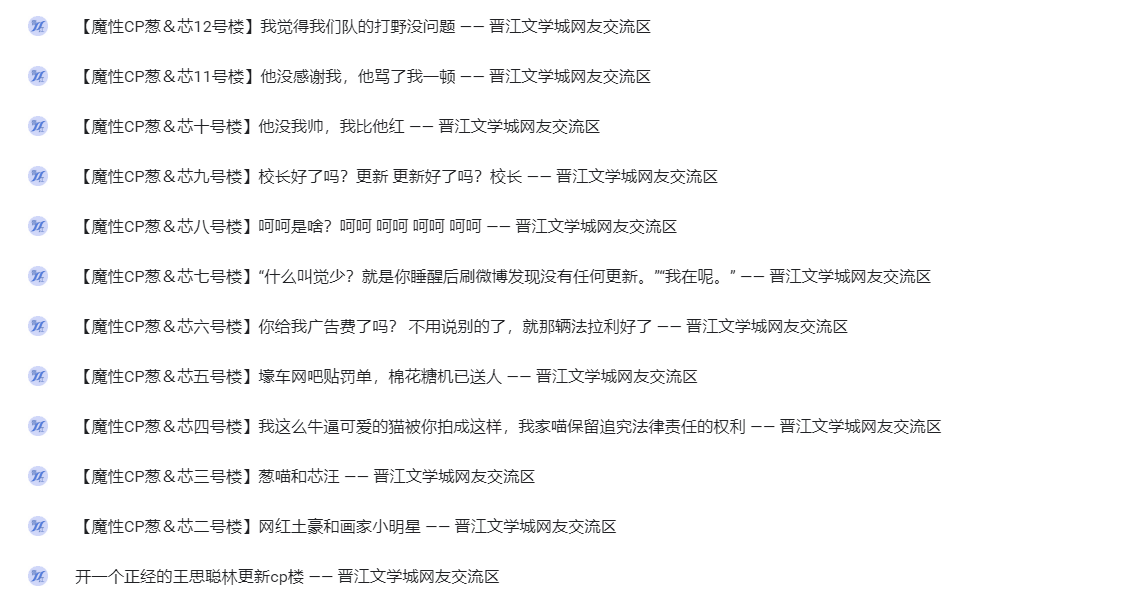 【魔性CP葱＆芯12号楼】我觉得我们队的打野没问题 —— 晋江文学城网友交流区
【魔性CP葱＆芯11号楼】他没感谢我，他骂了我一顿 —— 晋江文学城网友交流区
【魔性CP葱＆芯十号楼】他没我帅，我比他红 —— 晋江文学城网友交流区
【魔性CP葱＆芯九号楼】校长好了吗？更新 更新好了吗？校长 —— 晋江文学城网友交流区
【魔性CP葱＆芯八号楼】呵呵是啥？呵呵 呵呵 呵呵 呵呵 —— 晋江文学城网友交流区
【魔性CP葱＆芯七号楼】“什么叫觉少？就是你睡醒后刷微博发现没有任何更新。”“我在呢。” —— 晋江文学城网友交流区
【魔性CP葱＆芯六号楼】你给我广告费了吗？ 不用说别的了，就那辆法拉利好了 —— 晋江文学城网友交流区
【魔性CP葱＆芯五号楼】壕车网吧贴罚单，棉花糖机已送人 —— 晋江文学城网友交流区
【魔性CP葱＆芯四号楼】我这么牛逼可爱的猫被你拍成这样，我家喵保留追究法律责任的权利 —— 晋江文学城网友交流区
【魔性CP葱＆芯三号楼】葱喵和芯汪 —— 晋江文学城网友交流区
【魔性CP葱＆芯二号楼】网红土豪和画家小明星 —— 晋江文学城网友交流区
开一个正经的王思聪林更新cp楼 —— 晋江文学城网友交流区